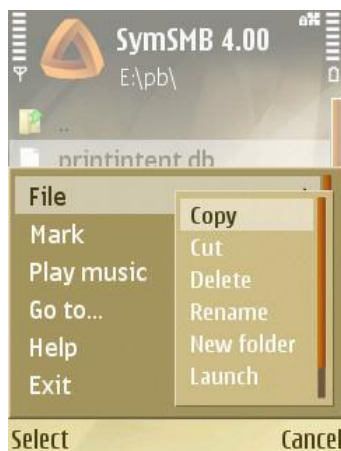 SymSMB 4.00
E:\pb\
..
printintent.db
File
Mark
Play music
Go to...
Help
Exit
Copy
Cut
Delete
Rename
New folder
Launch
Select
Cancel